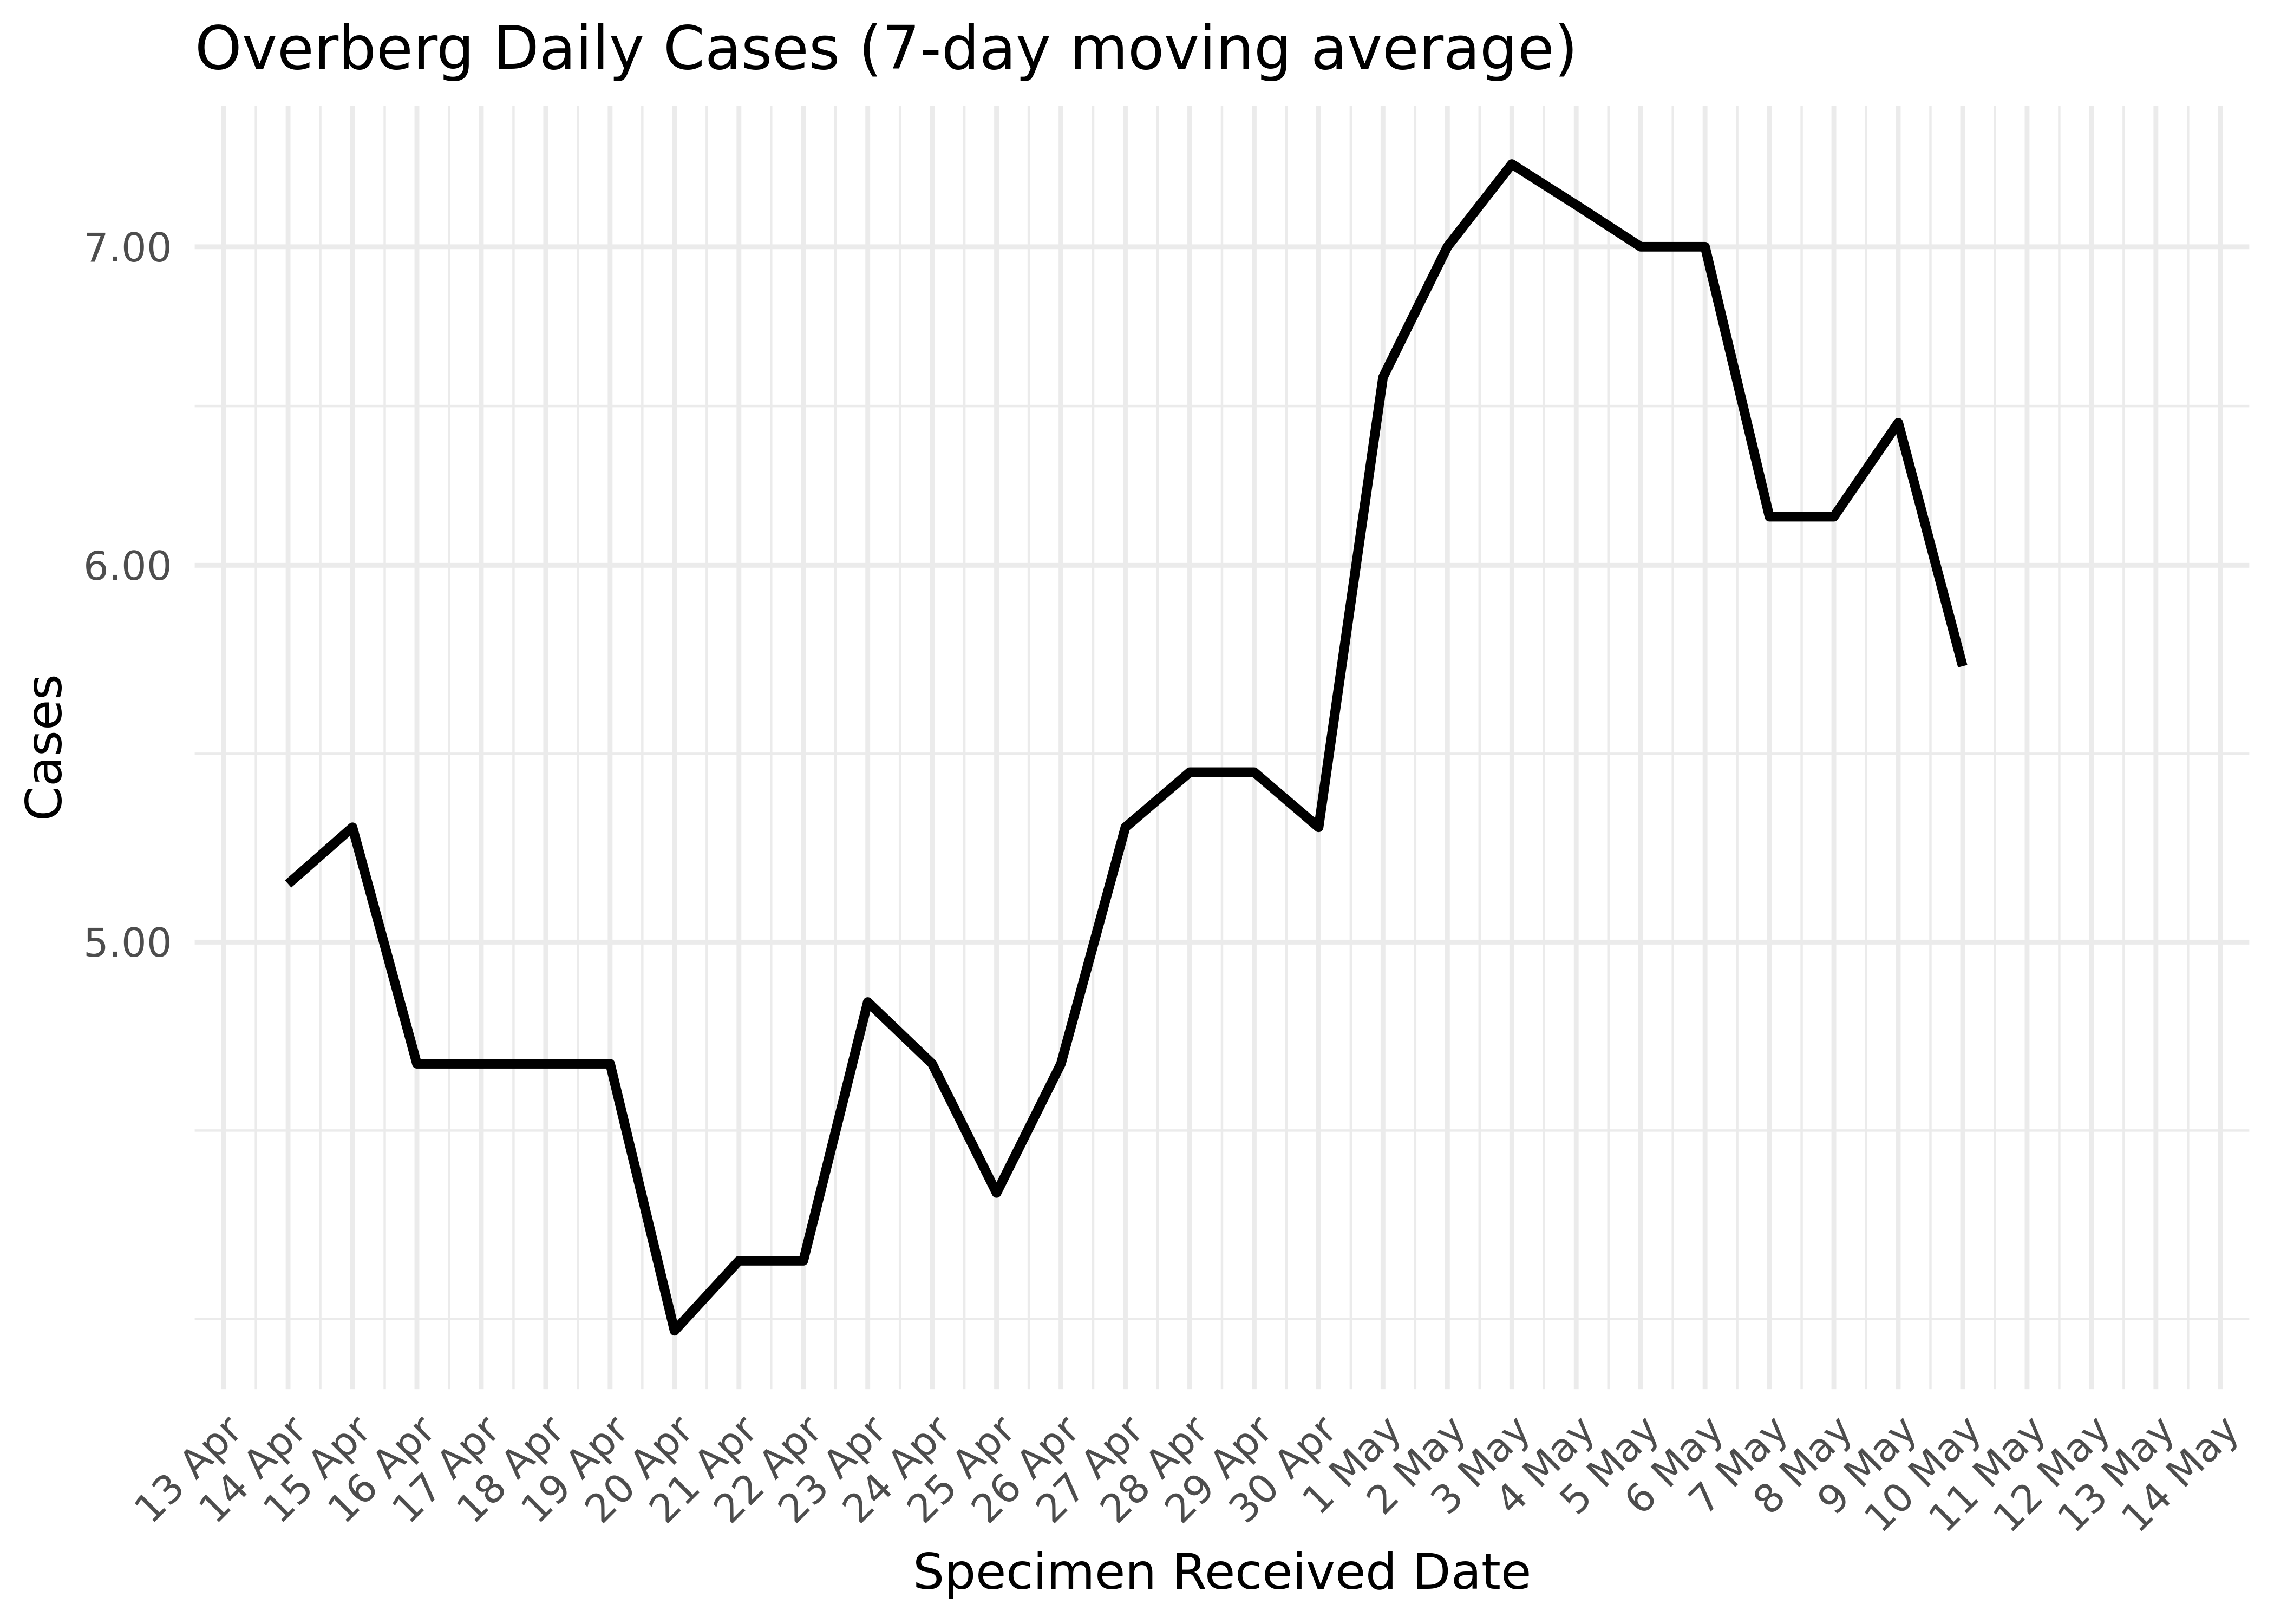 Overberg Daily Cases (7-day moving average)
7.00
6.00
5.00
Cases
13 Apr
14 Apr
15 Apr
16 Apr
17 Apr
18 Apr
19 Apr
20 Apr
21 Apr
22 Apr
23 Apr
24 Apr
25 Apr
26 Apr
27 Apr
28 Apr
29 Apr
30 Apr
1 May
2 May
3 May
4 May
5 May
6 May
7 May
8 May
9 May
10 May
11 May
12 May
13 May
14 May
Specimen Received Date